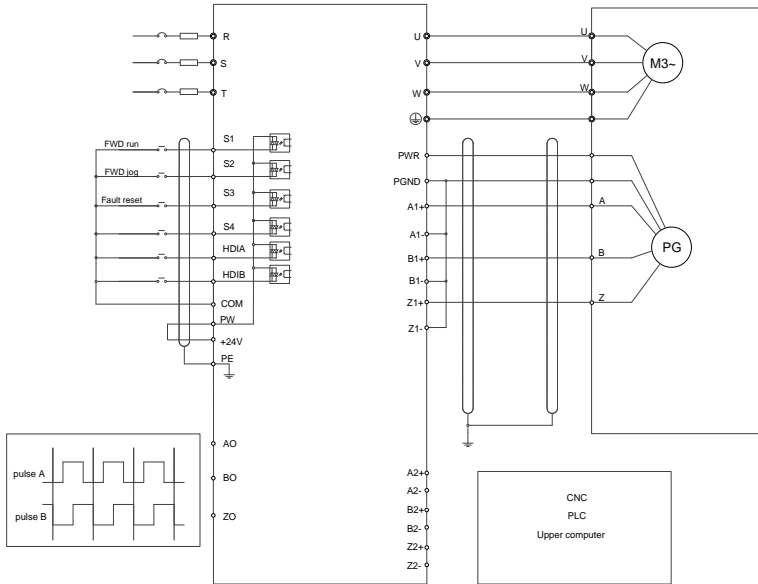 R
S
T
U
V
W
U
V
W
M3~
FWD run
FWD jog
Fault reset
S1
S2
S3
S4
HDIA
HDIB
COM
PW
+24V
PE
PWR
PGND
A1+
A1-
B1+
B1-
Z1+
Z1-
A
B
Z
PG
pulse A
pulse B
AO
BO
ZO
A2+
A2-
B2+
B2-
Z2+
Z2-
CNC
PLC
Upper computer